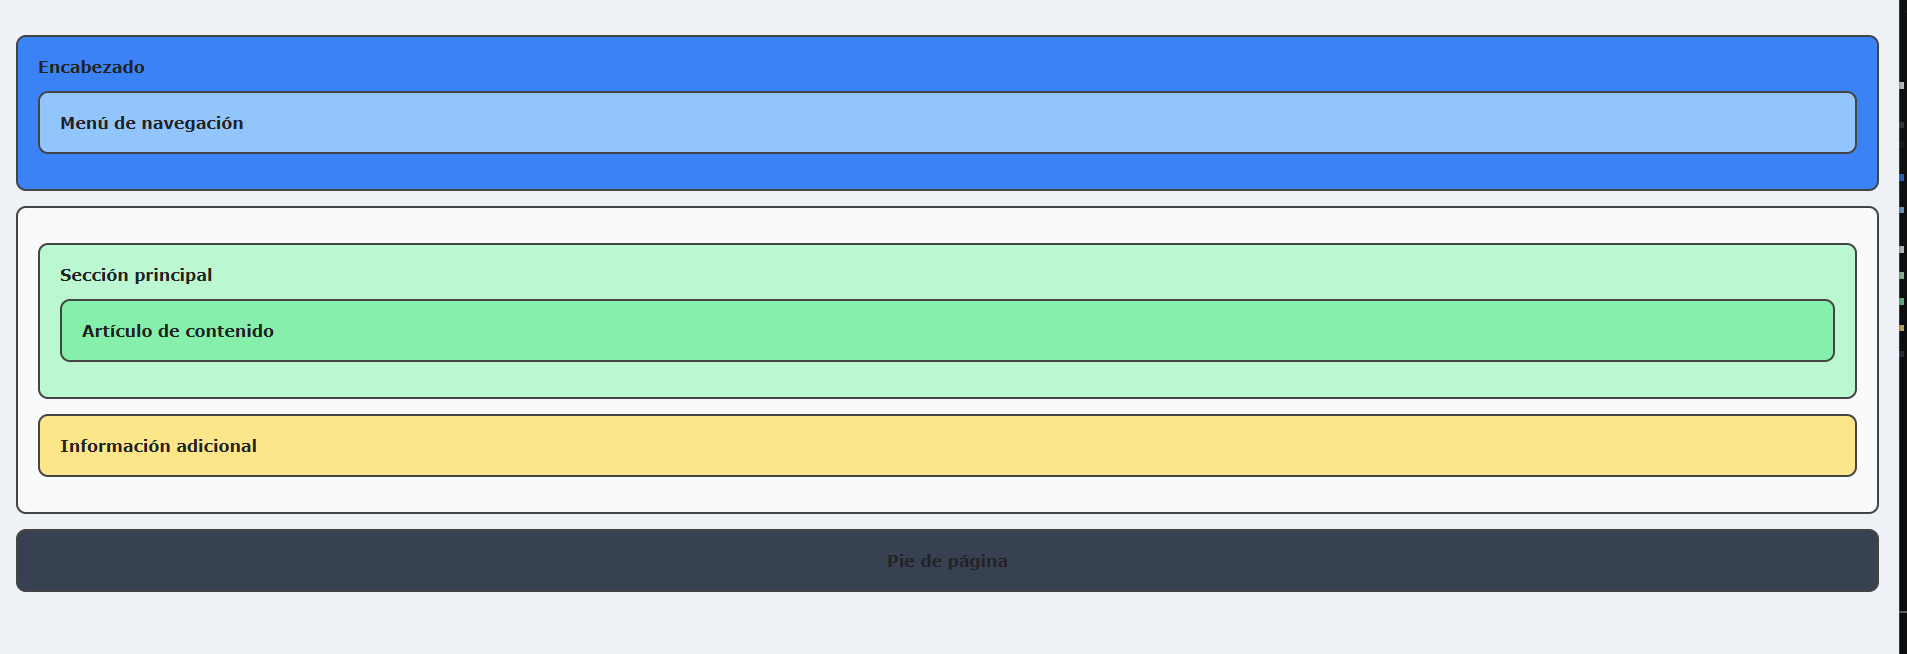 Encabezado
Menú de navegación
Sección principal
Artículo de contenido
Información adicional
Pie de página